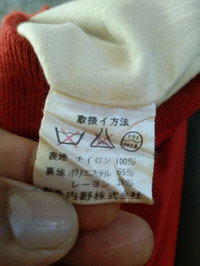 取扱イ方法
表地 ナイロン 100%
裏地 ポリエステル 65%
レーヨン 35%
内野株式会社